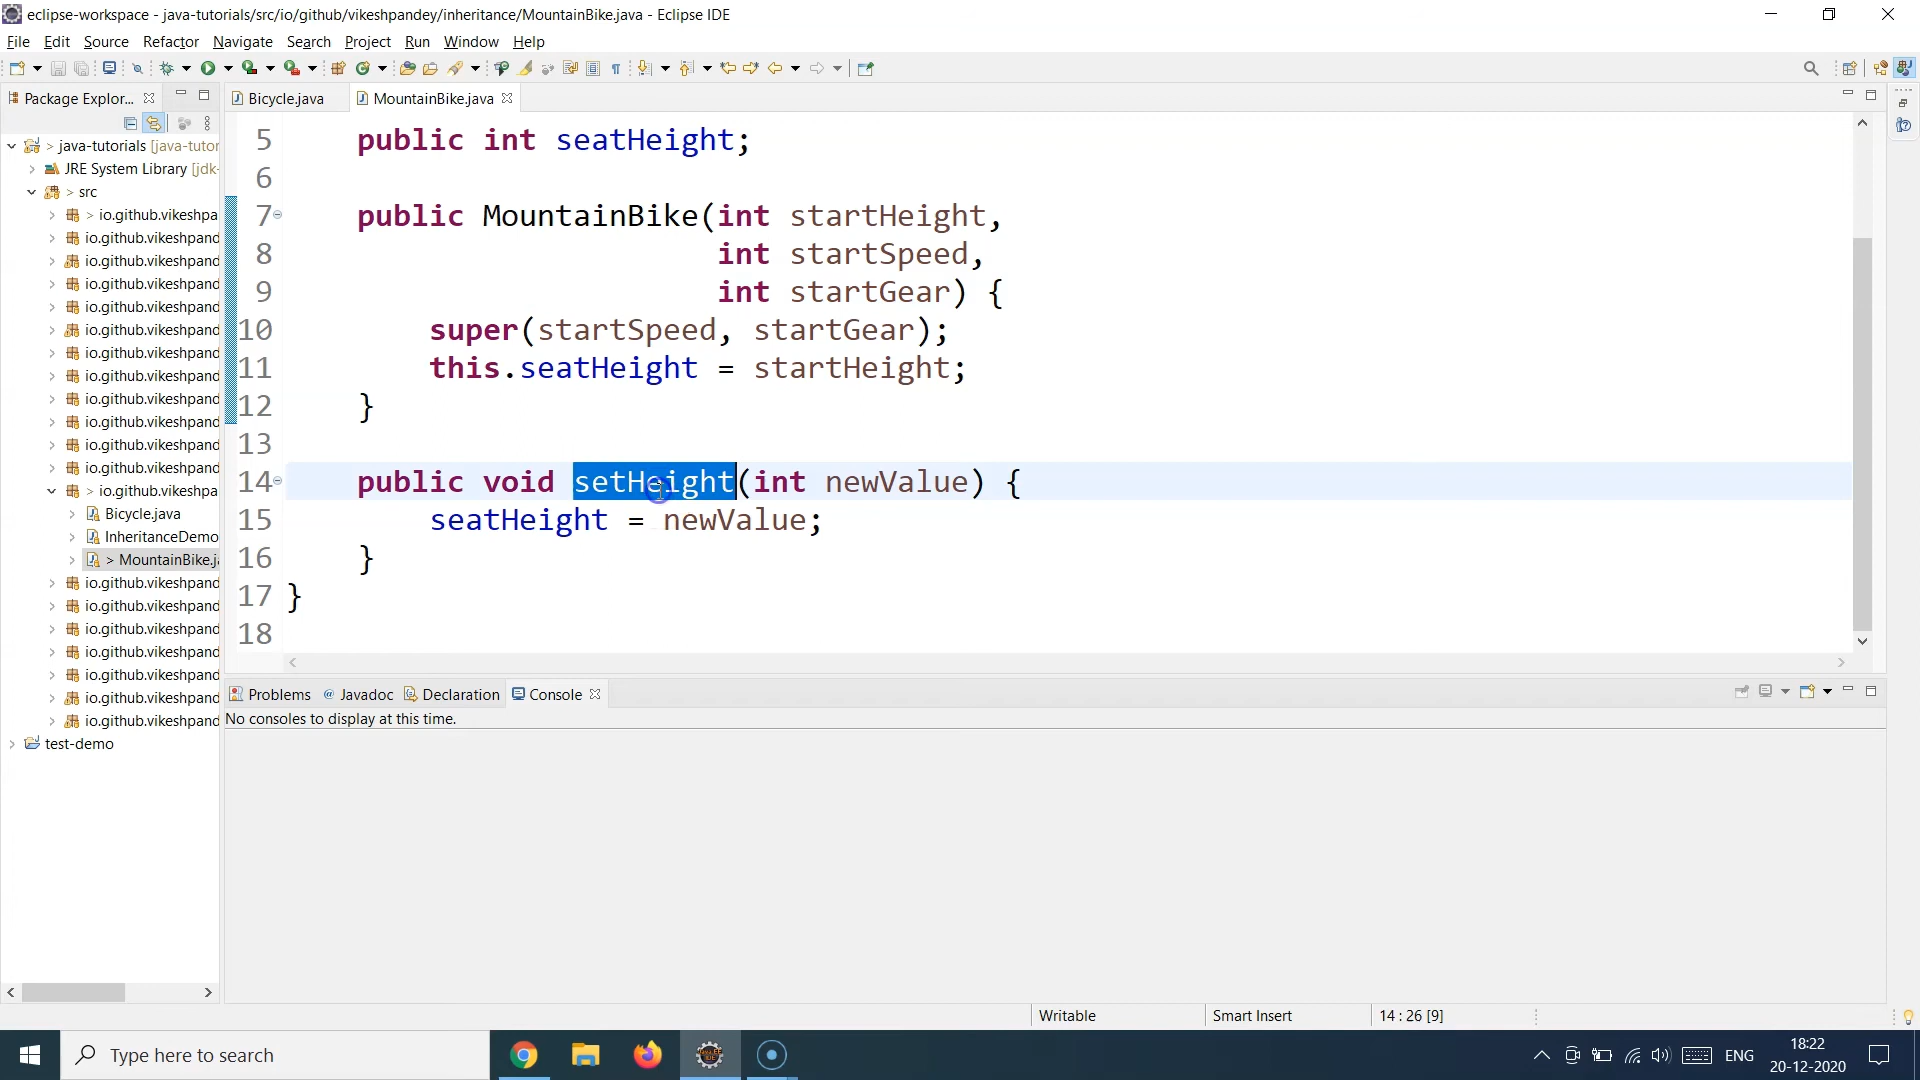 eclipse-workspace - java-tutorials/src/io/github/vikeshpandey/inheritance/MountainBike.java - Eclipse IDE
File Edit Source Refactor Navigate Search Project Run Window Help
Package Explor...
Bicycle.java
MountainBike.java
java-tutorials [java-tutor
JRE System Library [jdk-
> src
> io.github.vikeshpa
io.github.vikeshpand
io.github.vikeshpand
io.github.vikeshpand
io.github.vikeshpand
io.github.vikeshpand
io.github.vikeshpand
io.github.vikeshpand
io.github.vikeshpand
io.github.vikeshpand
io.github.vikeshpand
io.github.vikeshpand
> io.github.vikeshpand
Bicycle.java
InheritanceDemo
> MountainBike.ja
io.github.vikeshpand
io.github.vikeshpand
io.github.vikeshpand
io.github.vikeshpand
io.github.vikeshpand
io.github.vikeshpand
io.github.vikeshpand
test-demo
5 public int seatHeight;
6
7 public MountainBike(int startHeight,
8 int startSpeed,
9 int startGear) {
10 super(startSpeed, startGear);
11 this.seatHeight = startHeight;
12 }
13
14 public void setHeight(int newValue) {
15 seatHeight = newValue;
16 }
17 }
18
Problems @ Javadoc Declaration Console
No consoles to display at this time.
Writable Smart Insert 14 : 26 [9]
Type here to search
ENG
18:22
20-12-2020